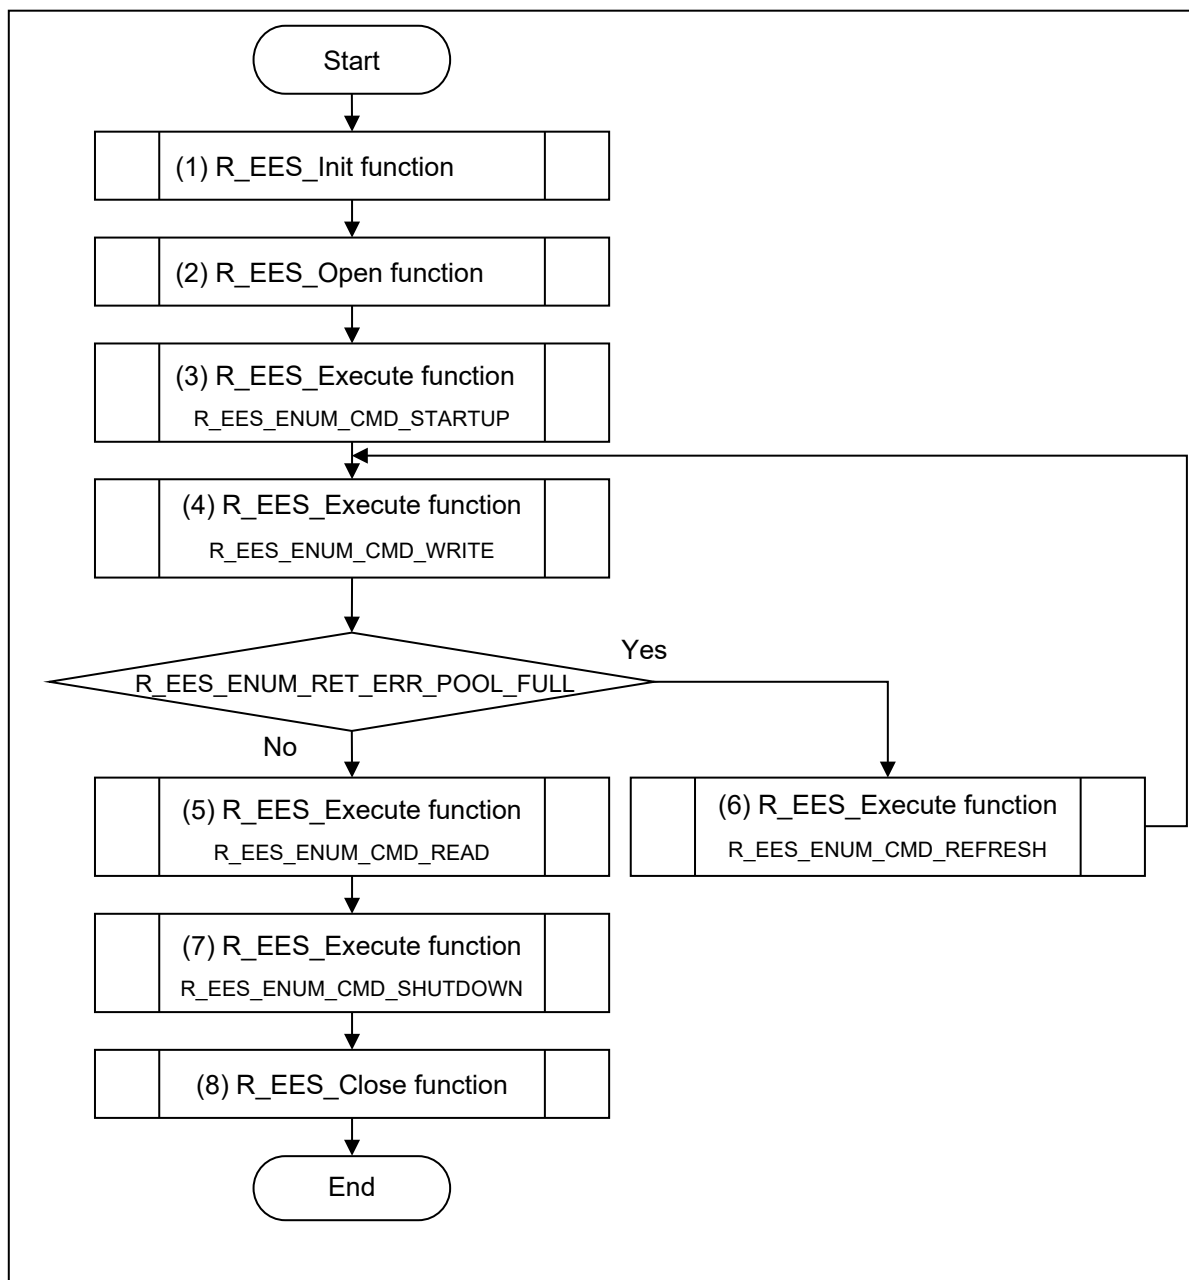 Start
(1) R_EES_Init function
(2) R_EES_Open function
(3) R_EES_Execute function
R_EES_ENUM_CMD_STARTUP
(4) R_EES_Execute function
R_EES_ENUM_CMD_WRITE
Yes
R_EES_ENUM_RET_ERR_POOL_FULL
No
(5) R_EES_Execute function
R_EES_ENUM_CMD_READ
(6) R_EES_Execute function
R_EES_ENUM_CMD_REFRESH
(7) R_EES_Execute function
R_EES_ENUM_CMD_SHUTDOWN
(8) R_EES_Close function
End